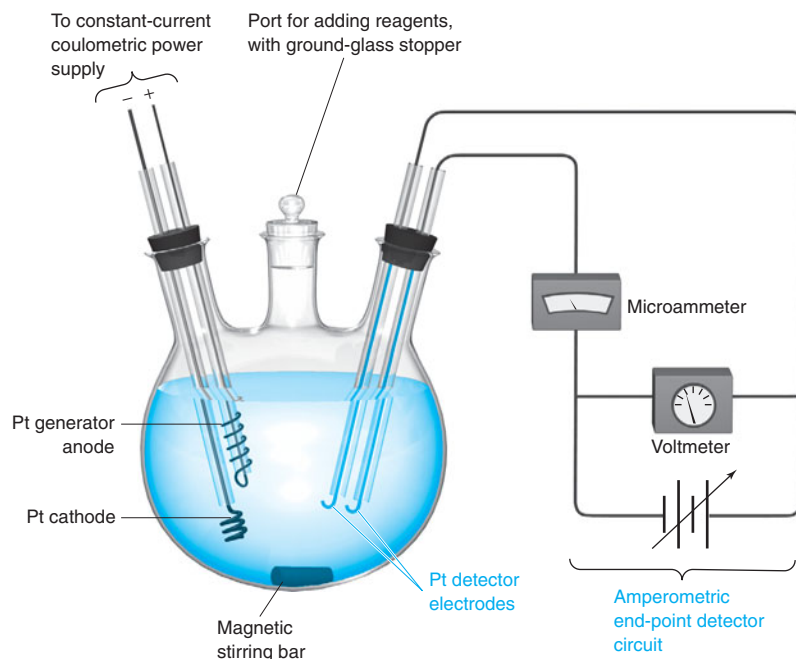 To constant-current
coulometric power
supply
Port for adding reagents,
with ground-glass stopper
− +
Microammeter
Pt generator
anode
Voltmeter
Pt cathode
Pt detector
electrodes
Magnetic
stirring bar
Amperometric
end-point detector
circuit